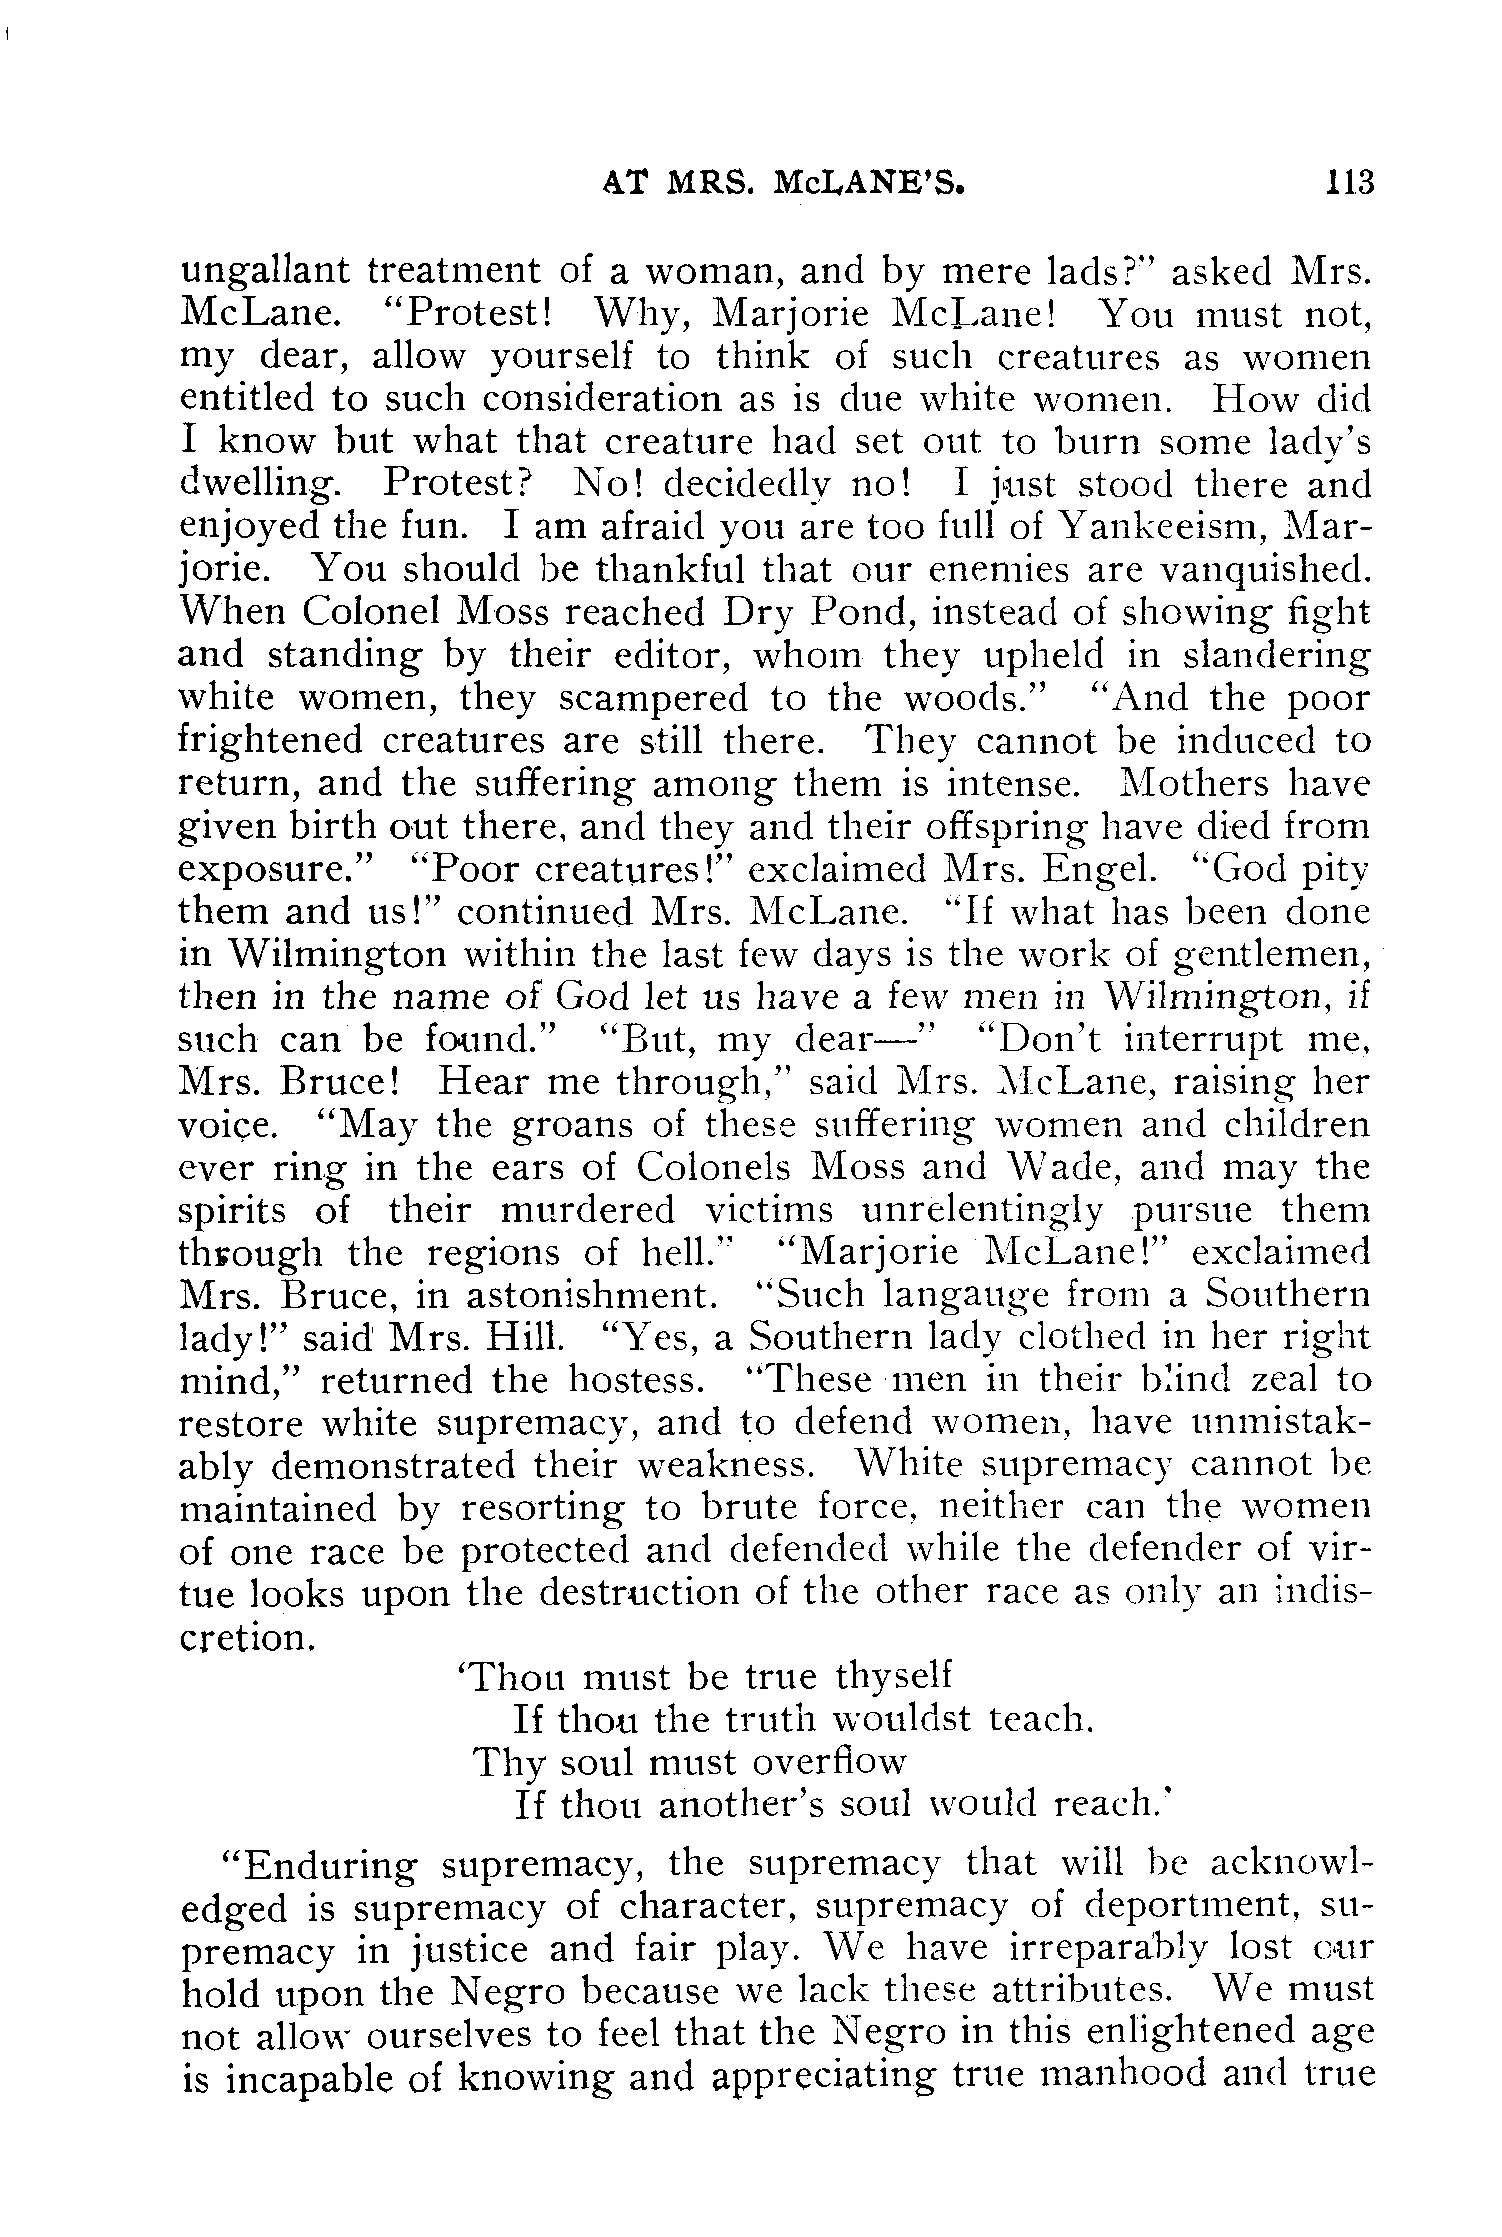 AT MRS. McLANE'S. 113
ungallant treatment of a woman, and by mere lads?" asked Mrs.
McLane. "Protest! Why, Marjorie McLane! You must not,
my dear, allow yourself to think of such creatures as women
entitled to such consideration as is due white women. How did
I know but what that creature had set out to burn some lady's
dwelling. Protest? No! decidedly no! I just stood there and
enjoyed the fun. I am afraid you are too full of Yankeeism, Mar-
jorie. You should be thankful that our enemies are vanquished.
When Colonel Moss reached Dry Pond, instead of showing fight
and standing by their editor, whom they upheld in slandering
white women, they scampered to the woods." "And the poor
frightened creatures are still there. They cannot be induced to
return, and the suffering among them is intense. Mothers have
given birth out there, and they and their offspring have died from
exposure." "Poor creatures!" exclaimed Mrs. Engel. "God pity
them and us!" continued Mrs. McLane. "If what has been done
in Wilmington within the last few days is the work of gentlemen,
then in the name of God let us have a few men in Wilmington, if
such can be found." "But, my dear—" "Don't interrupt me,
Mrs. Bruce! Hear me through," said Mrs. McLane, raising her
voice. "May the groans of these suffering women and children
ever ring in the ears of Colonels Moss and Wade, and may the
spirits of their murdered victims unrelentingly pursue them
through the regions of hell." "Marjorie McLane!" exclaimed
Mrs. Bruce, in astonishment. "Such langauge from a Southern
lady!" said Mrs. Hill. "Yes, a Southern lady clothed in her right
mind," returned the hostess. "These men in their blind zeal to
restore white supremacy, and to defend women, have unmistak-
ably demonstrated their weakness. White supremacy cannot be
maintained by resorting to brute force, neither can the women
of one race be protected and defended while the defender of vir-
tue looks upon the destruction of the other race as only an indis-
cretion.
'Thou must be true thyself
If thou the truth wouldst teach.
Thy soul must overflow
If thou another's soul would reach.'
"Enduring supremacy, the supremacy that will be acknowl-
edged is supremacy of character, supremacy of deportment, su-
premacy in justice and fair play. We have irreparably lost our
hold upon the Negro because we lack these attributes. We must
not allow ourselves to feel that the Negro in this enlightened age
is incapable of knowing and appreciating true manhood and true